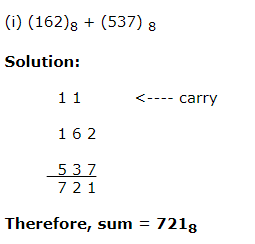 (i) (162)₈ + (537) ₈
Solution:
1 1 <---- carry
1 6 2
5 3 7
7 2 1
Therefore, sum = 721₈